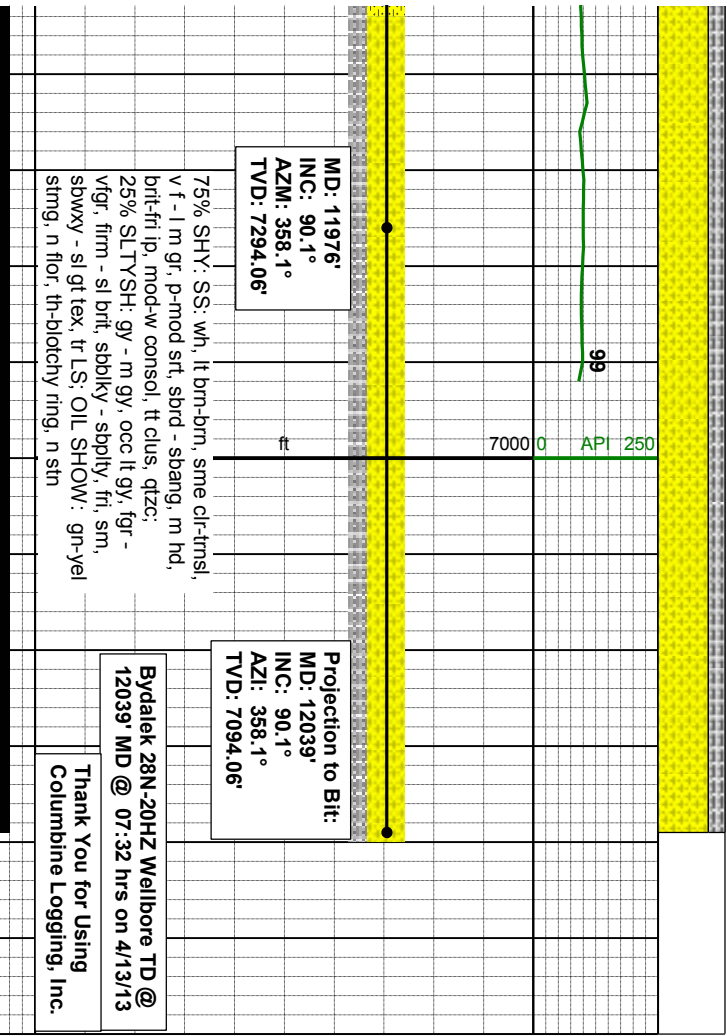 99
0 API 250
7000
ft
MD: 11976'
INC: 90.1°
AZM: 358.1°
TVD: 7294.06'
75% SHY: SS: wh, lt brn-brn, sme clr-trnsl,
v f - l m gr, p-mod srt, sbrd - sbang, m hd,
brit-fri ip, mod-w consol, tt clus, qtzc;
25% SLTYSH: gy - m gy, occ lt gy, fgr -
vfgr, firm - sl brit, sbblky - sbplty, fri, sm,
sbwxy - sl gt tex, tr LS; OIL SHOW: gn-yel
stmg, n flor, th-blotchy ring, n stn
Projection to Bit:
MD: 12039'
INC: 90.1°
AZI: 358.1°
TVD: 7094.06'
Bydalek 28N-20HZ Wellbore TD @
12039' MD @ 07:32 hrs on 4/13/13
Thank You for Using
Columbine Logging, Inc.